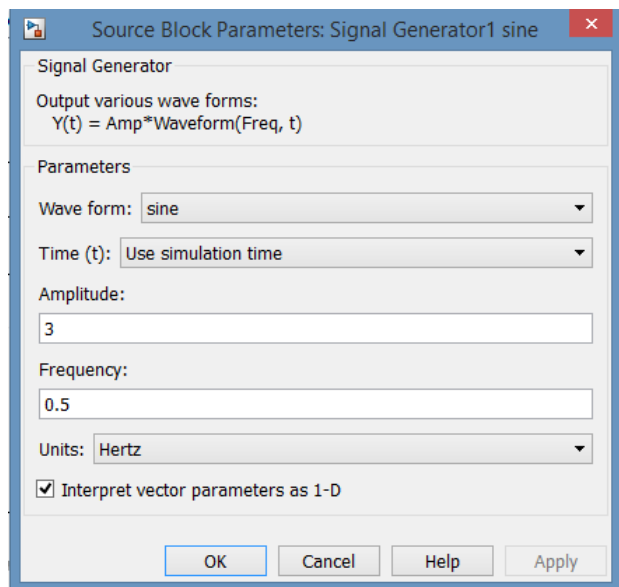 Source Block Parameters: Signal Generator1 sine
Signal Generator
Output various wave forms:
Y(t) = Amp*Waveform(Freq, t)
Parameters
Wave form: sine
Time (t): Use simulation time
Amplitude:
3
Frequency:
0.5
Units: Hertz
Interpret vector parameters as 1-D
OK Cancel Help Apply